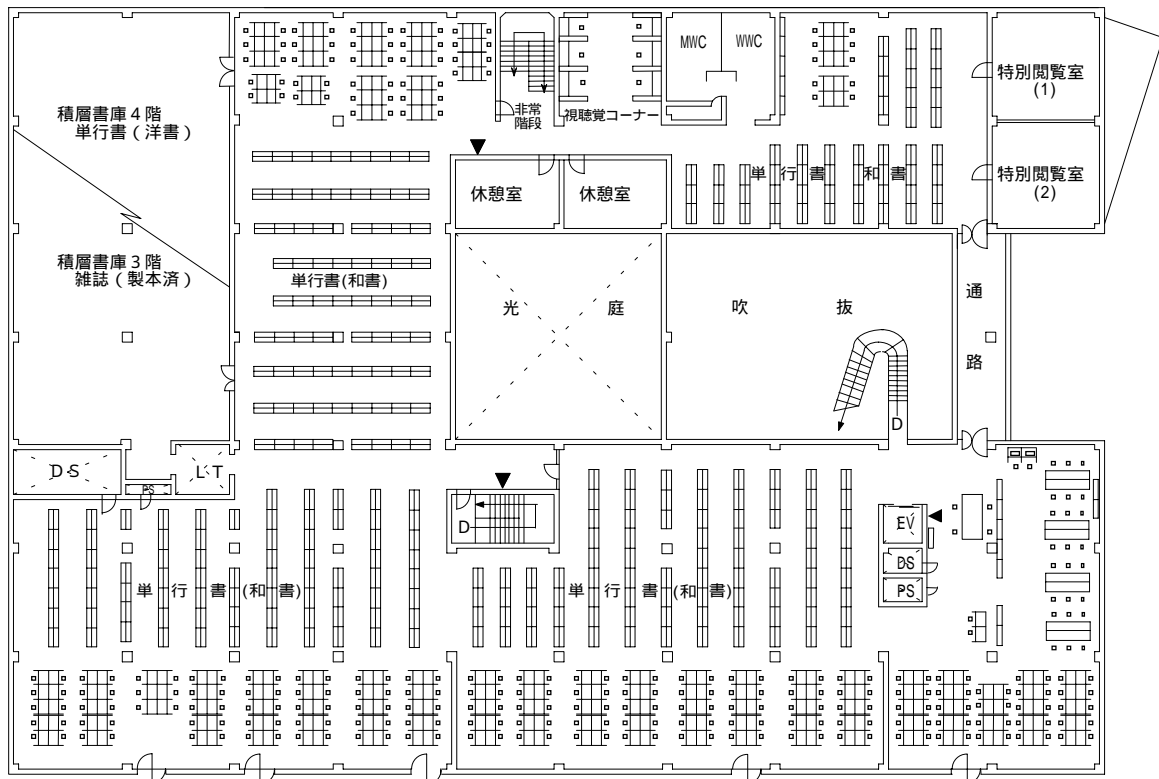 積層書庫４階
単行書（洋書）
積層書庫３階
雑誌（製本済）
非常
階段
視聴覚コーナー
MWC
WWC
特別閲覧室
(1)
特別閲覧室
(2)
単行書 和書
休憩室
休憩室
単行書(和書)
光庭
吹抜
D
通路
DS
PS
LT
D
EV
DS
PS
単行書(和書)
単行書(和書)